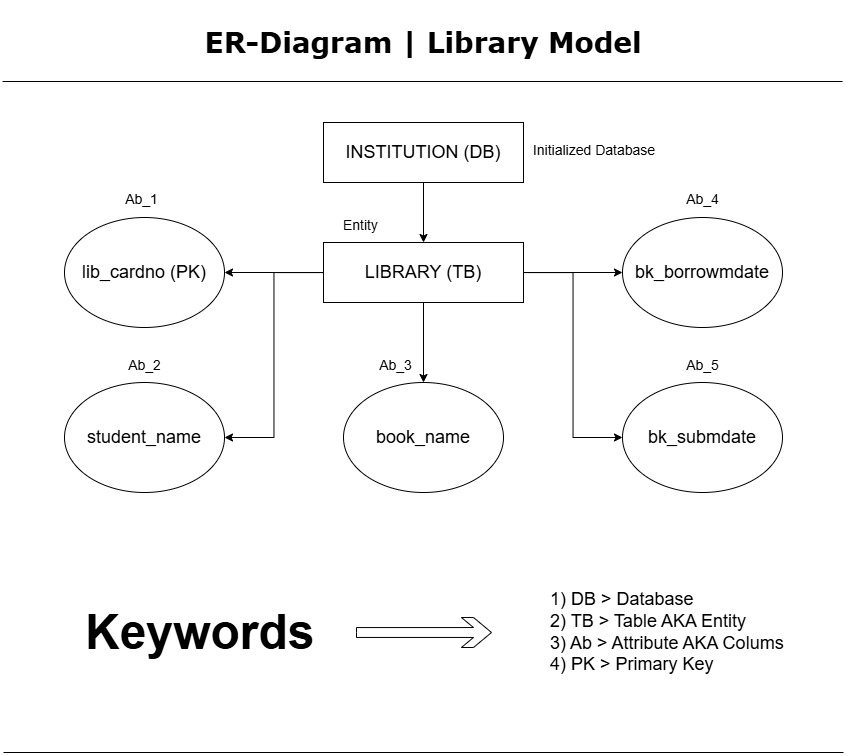 ER-Diagram | Library Model
INSTITUTION (DB)
Initialized Database
Ab_1
Ab_4
Entity
lib_cardno (PK)
LIBRARY (TB)
bk_borrowmdate
Ab_2
Ab_3
Ab_5
student_name
book_name
bk_submdate
Keywords
1) DB > Database
2) TB > Table AKA Entity
3) Ab > Attribute AKA Colums
4) PK > Primary Key